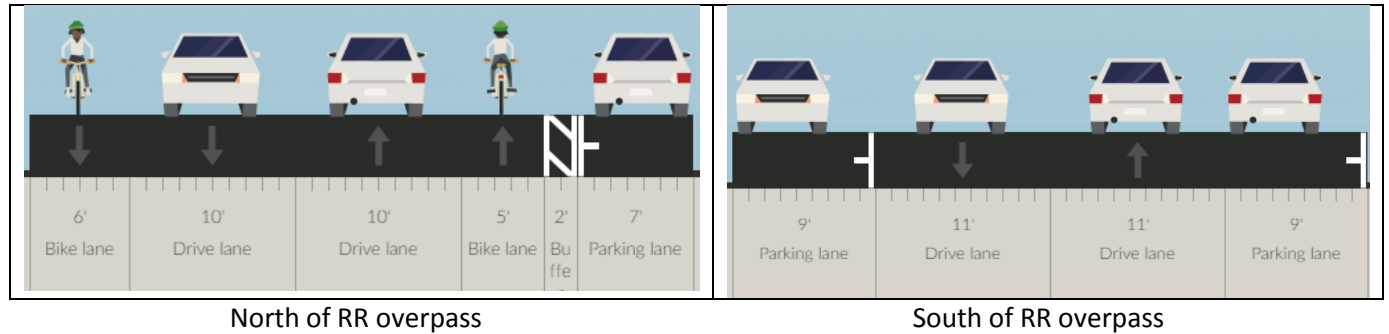 6' 10' 10' 5' 2' 7'
Bike lane Drive lane Drive lane Bike lane Bu Parking lane
ffe
9' 11' 11' 9'
Parking lane Drive lane Drive lane Parking lane
North of RR overpass
South of RR overpass